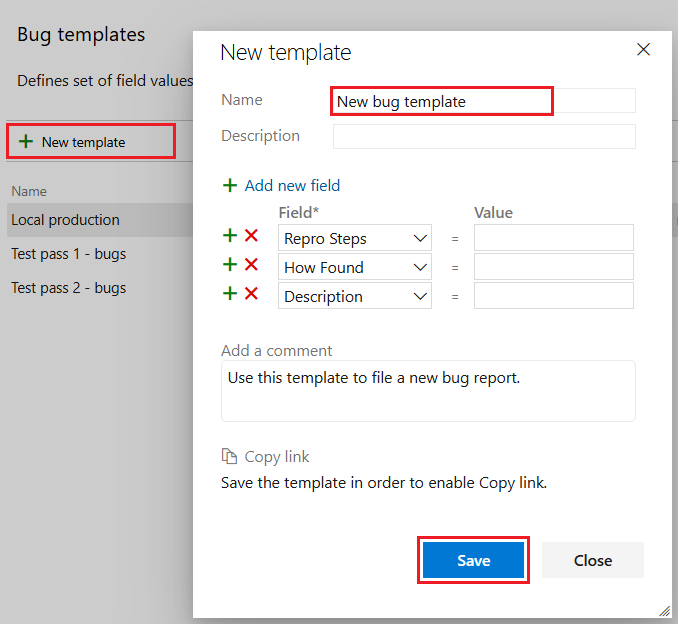 Bug templates
Defines set of field values
+ New template
Name
Local production
Test pass 1 - bugs
Test pass 2 - bugs
New template
Name
New bug template
Description
+ Add new field
Field* Value
Repro Steps =
How Found =
Description =
Add a comment
Use this template to file a new bug report.
Copy link
Save the template in order to enable Copy link.
Save Close